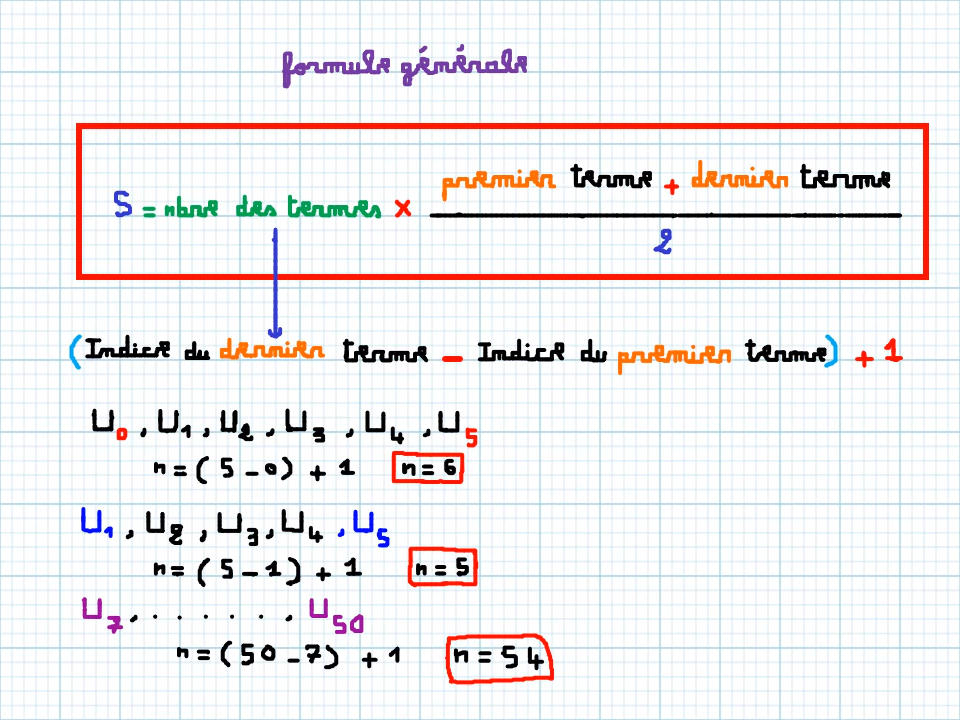 formule générale
S = nbre des termes × (premier terme + dernier terme) / 2
(Indice du dernier terme - Indice du premier terme) + 1
U₀, U₁, U₂, U₃, U₄, U₅
n = (5 - 0) + 1 n = 6
U₁, U₂, U₃, U₄, U₅
n = (5 - 1) + 1 n = 5
U₇, . . . . . . . U₅₀
n = (50 - 7) + 1 n = 54